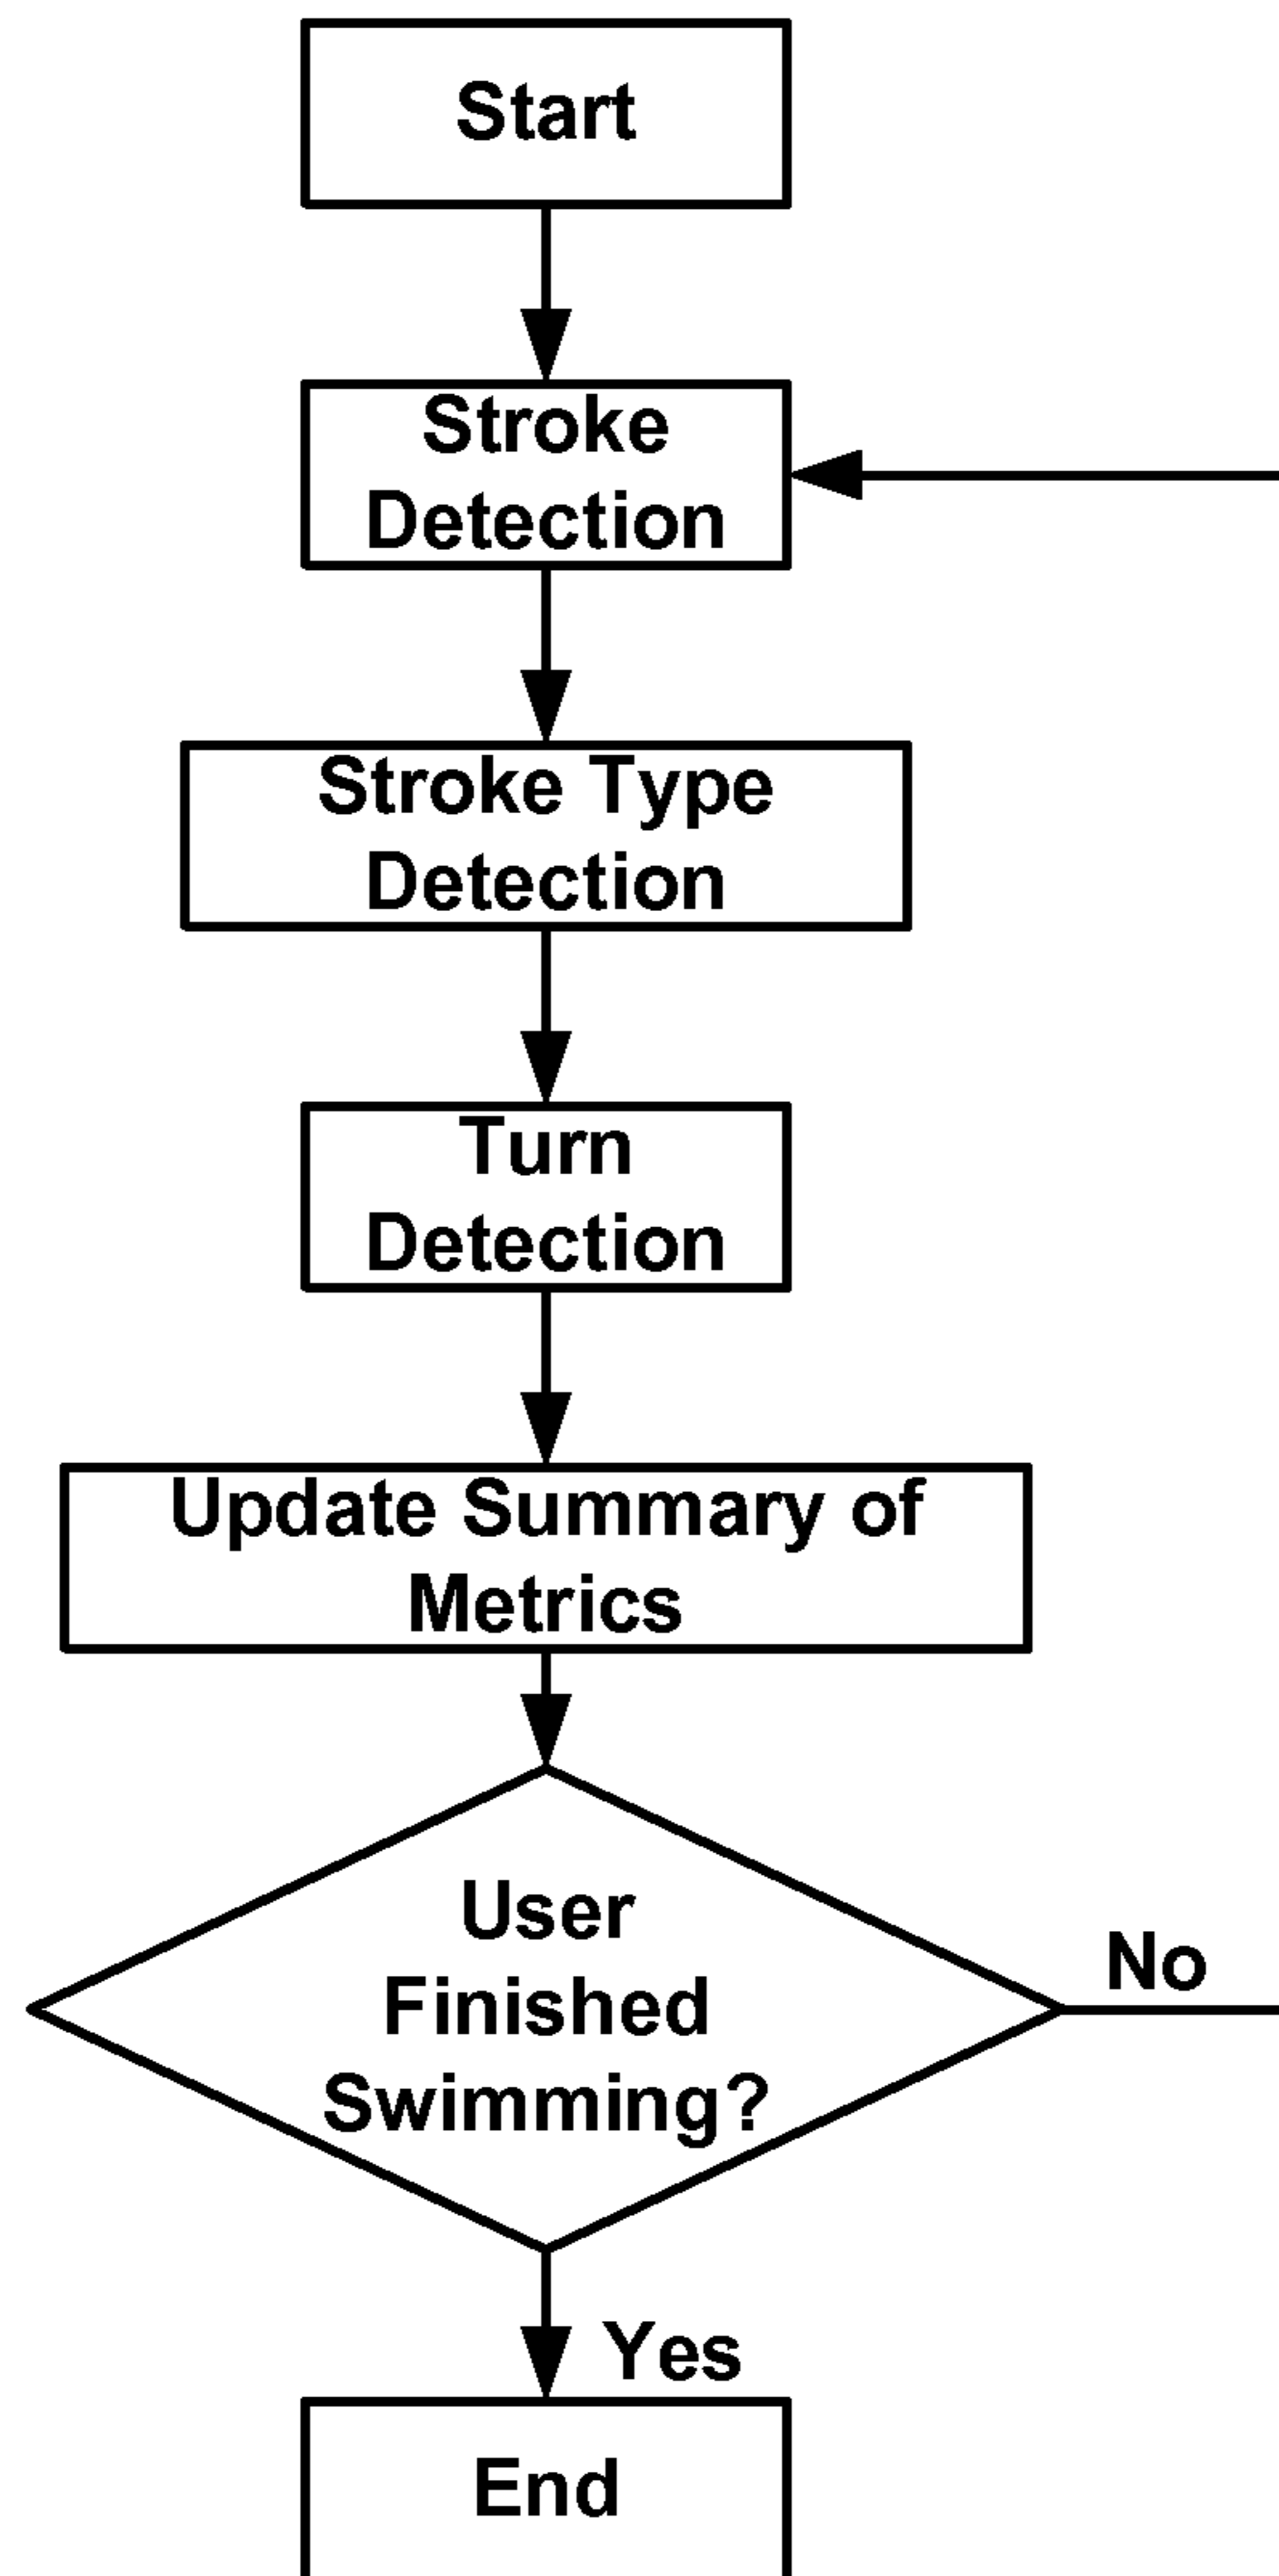 Start
Stroke
Detection
Stroke Type
Detection
Turn
Detection
Update Summary of
Metrics
User
Finished
Swimming?
No
Yes
End